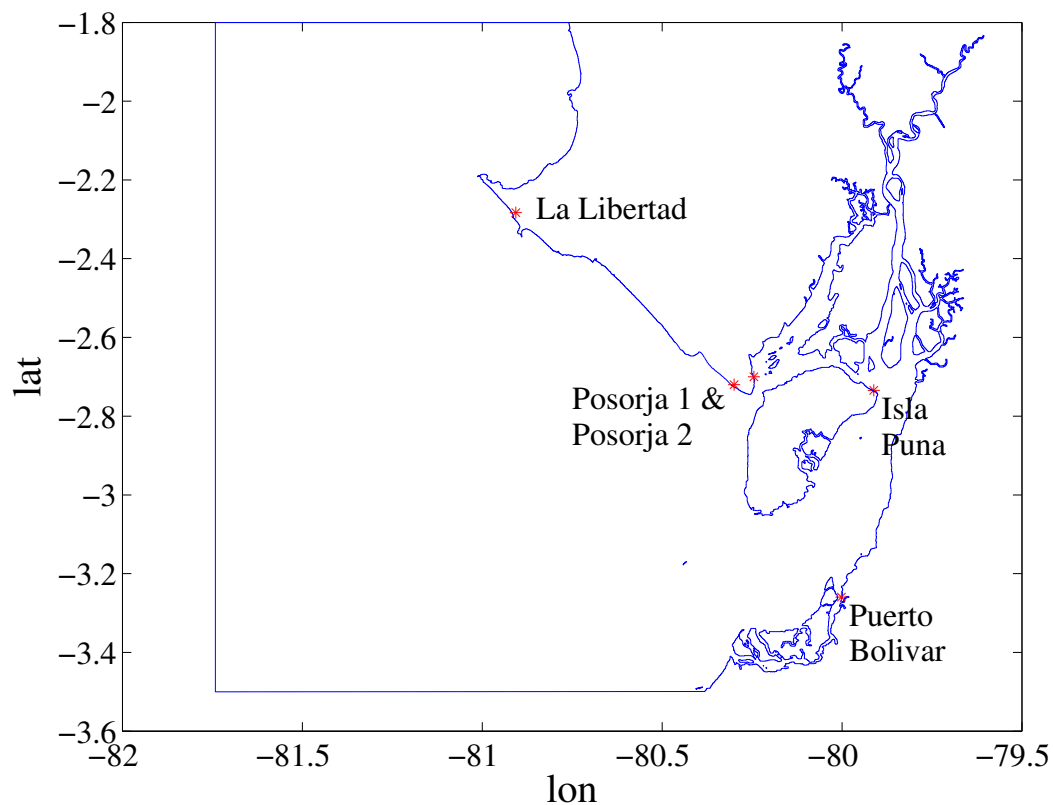 −1.8
−2
−2.2
−2.4
−2.6
−2.8
−3
−3.2
−3.4
−3.6
lat
La Libertad
Posorja 1 &
Posorja 2
Isla
Puna
Puerto
Bolivar
−82
−81.5
−81
−80.5
−80
−79.5
lon